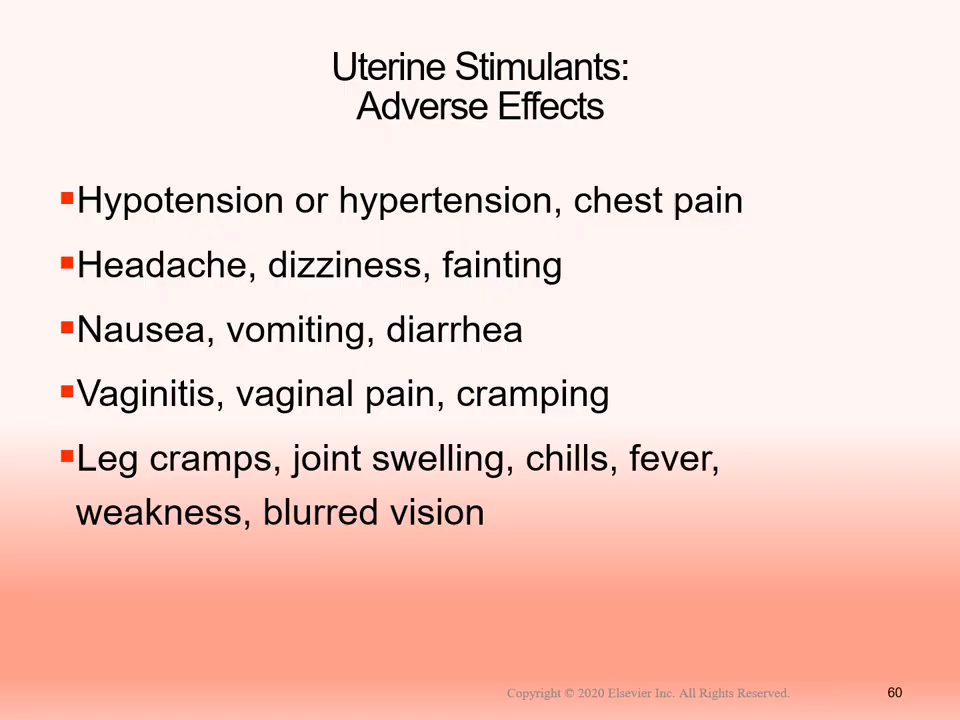 Uterine Stimulants:
Adverse Effects
▪Hypotension or hypertension, chest pain
▪Headache, dizziness, fainting
▪Nausea, vomiting, diarrhea
▪Vaginitis, vaginal pain, cramping
▪Leg cramps, joint swelling, chills, fever,
weakness, blurred vision
Copyright © 2020 Elsevier Inc. All Rights Reserved.
60